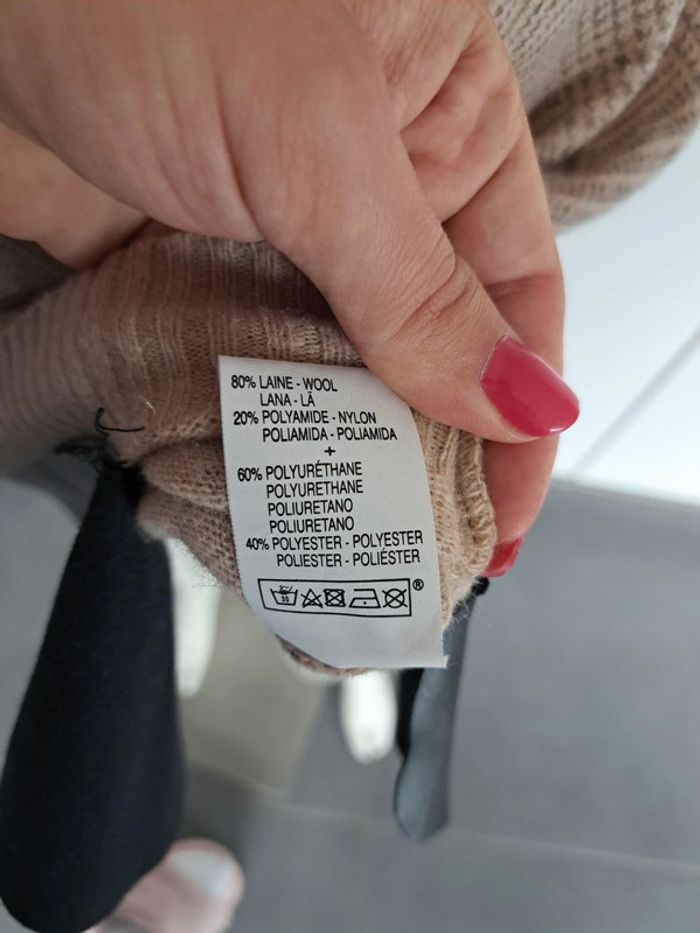 80% LAINE - WOOL
LANA - LÃ
20% POLYAMIDE - NYLON
POLIAMIDA - POLIAMIDA
+
60% POLYURÉTHANE
POLYURETHANE
POLIURETANO
POLIURETANO
40% POLYESTER - POLYESTER
POLIESTER - POLIÉSTER
30 ®